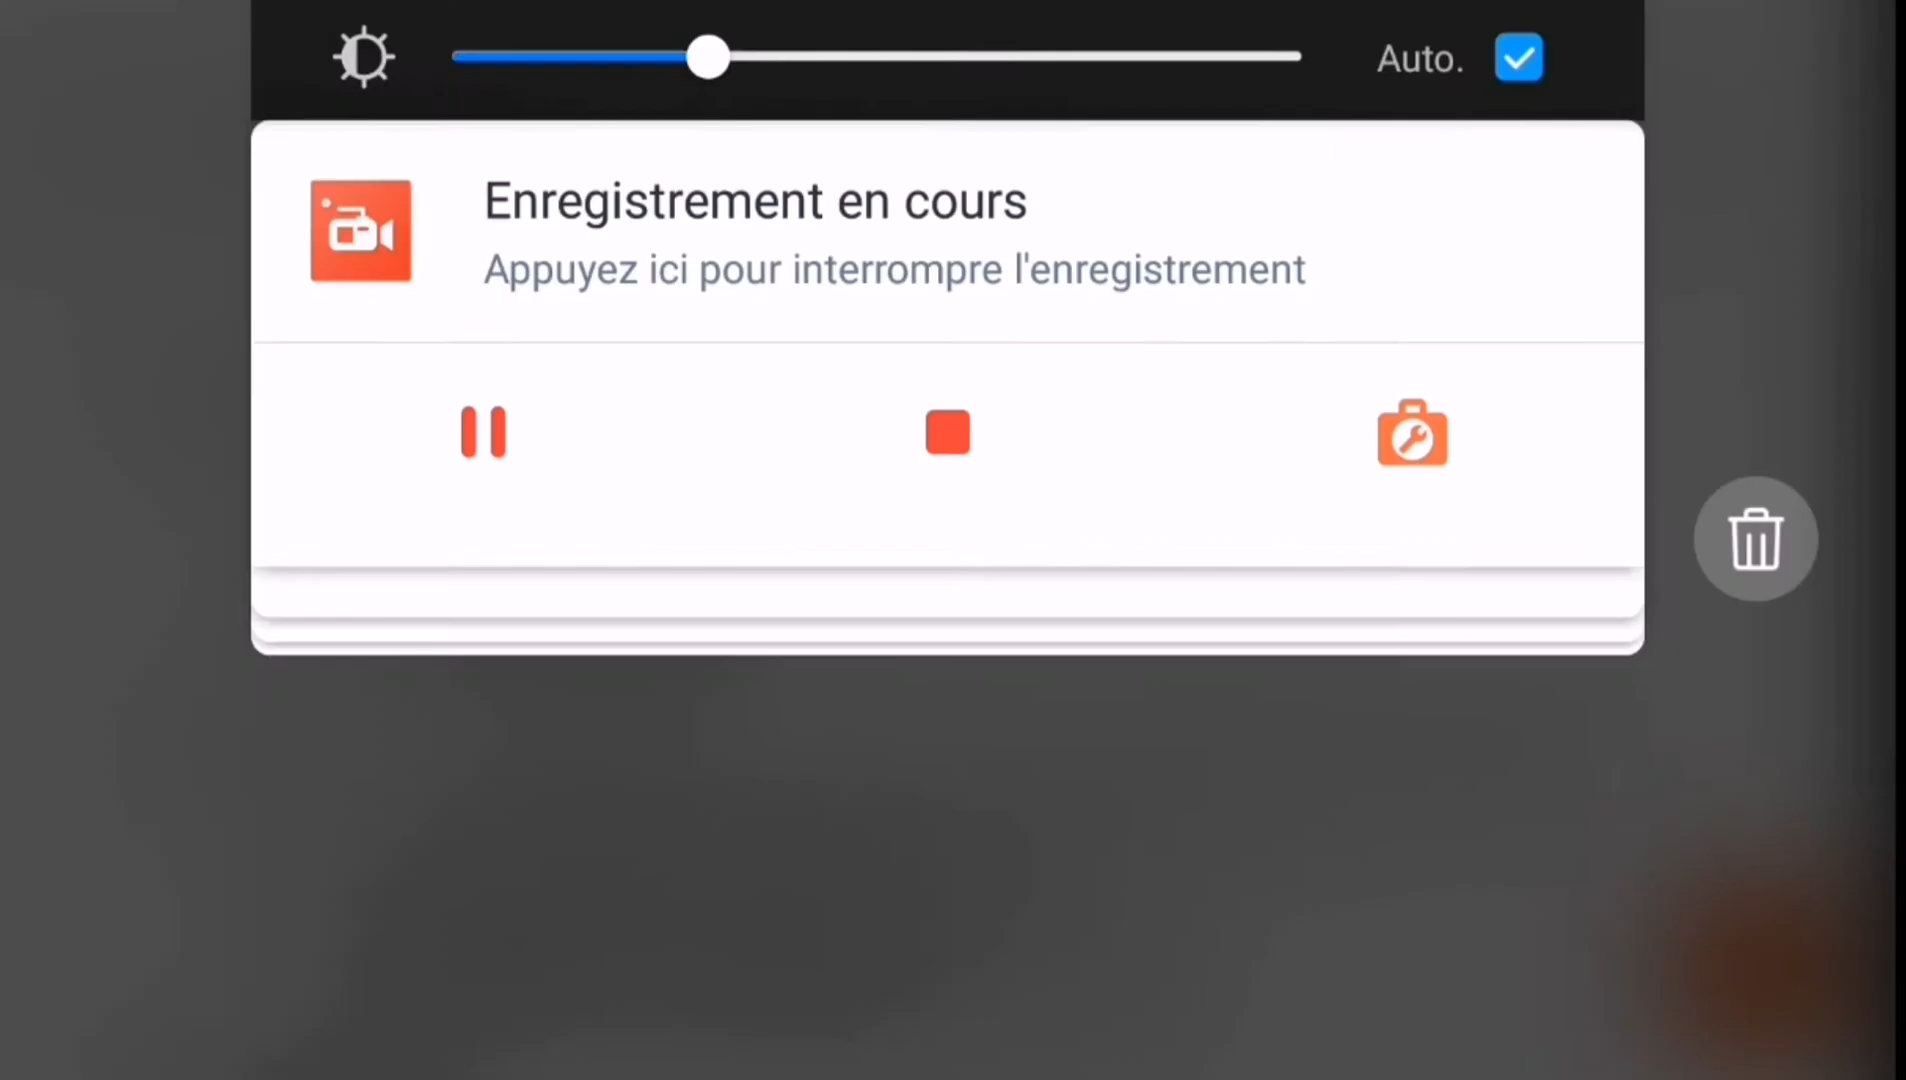 Auto.
Enregistrement en cours
Appuyez ici pour interrompre l'enregistrement